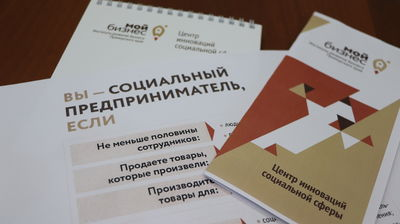 мой
бизнес
Центр
инноваций
социальной
ВЫ — СОЦИАЛЬНЫЙ
ПРЕДПРИНИМАТЕЛЬ,
ЕСЛИ
Не меньше половины
сотрудников:
Продаете товары,
которые произвели:
Производите
товары для:
мой
бизнес
Центр инноваций
социальной сферы